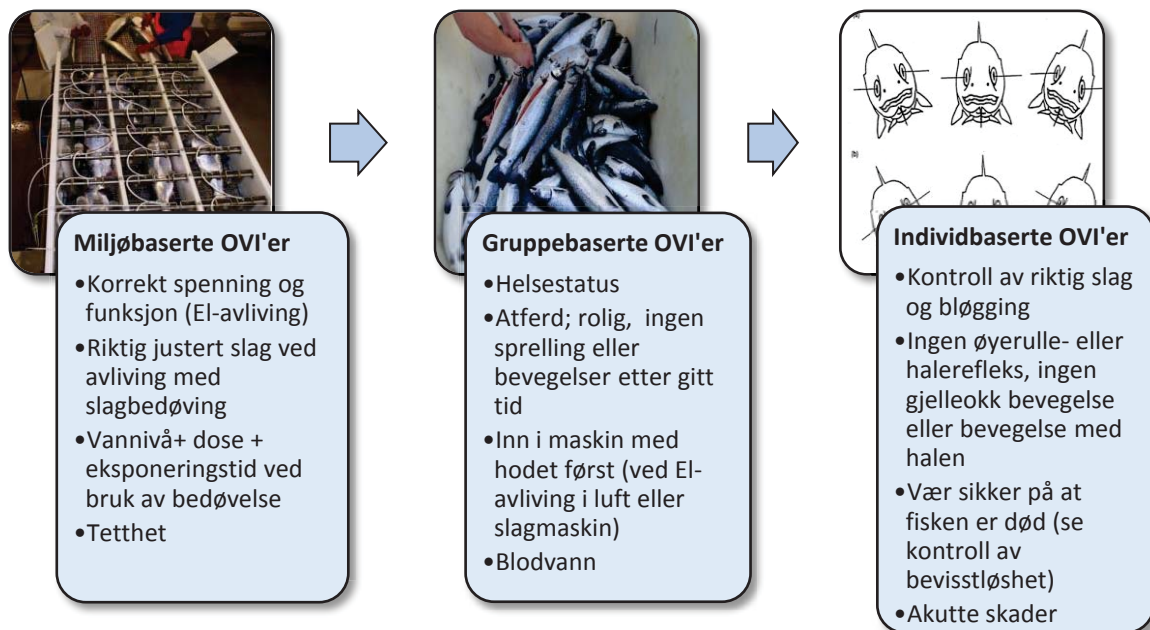 Miljøbaserte OVI'er
•Korrekt spenning og
funksjon (El-avliving)
•Riktig justert slag ved
avliving med
slagbedøving
•Vannivå+ dose +
eksponeringstid ved
bruk av bedøvelse
•Tetthet
Gruppebaserte OVI'er
•Helsestatus
•Atferd; rolig, ingen
sprelling eller
bevegelser etter gitt
tid
•Inn i maskin med
hodet først (ved El-
avliving i luft eller
slagmaskin)
•Blodvann
Individbaserte OVI'er
•Kontroll av riktig slag
og bløgging
•Ingen øyerulle- eller
halerefleks, ingen
gjelleokk bevegelse
eller bevegelse med
halen
•Vær sikker på at
fisken er død (se
kontroll av
bevisstløshet)
•Akutte skader